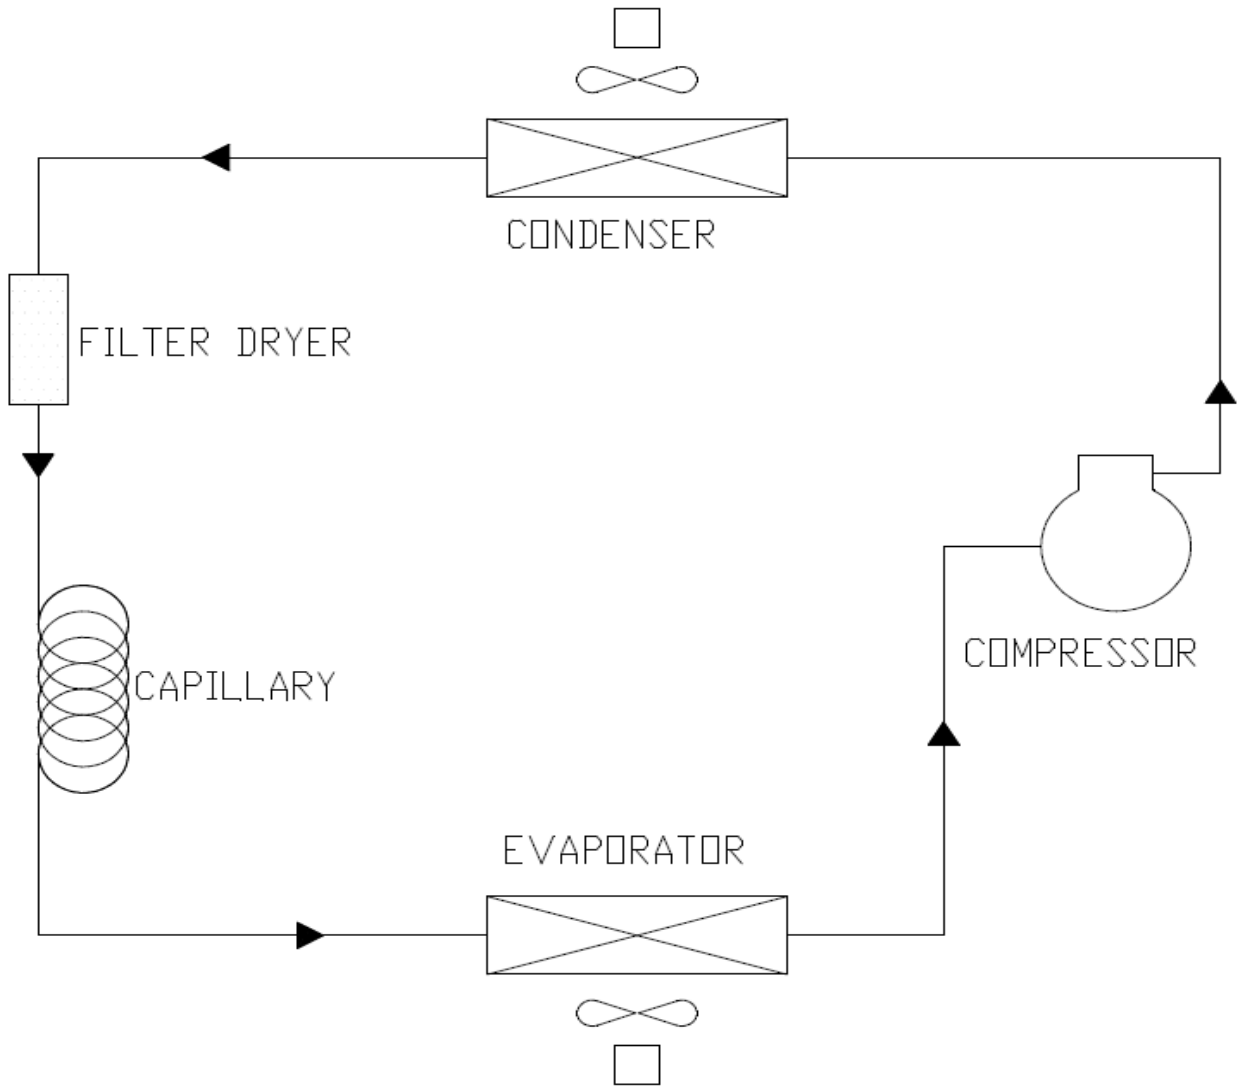 CONDENSER
FILTER DRYER
COMPRESSOR
CAPILLARY
EVAPORATOR